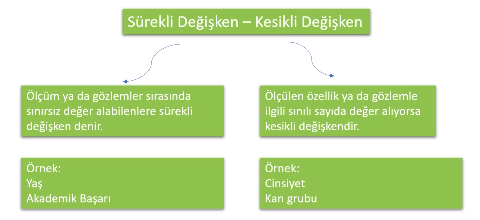 Sürekli Değişken – Kesikli Değişken
Ölçüm ya da gözlemler sırasında
sınırsız değer alabilenlere sürekli
değişken denir.
Ölçülen özellik ya da gözlemle
ilgili sınılı sayıda değer alıyorsa
kesikli değişkendir.
Örnek:
Yaş
Akademik Başarı
Örnek:
Cinsiyet
Kan grubu